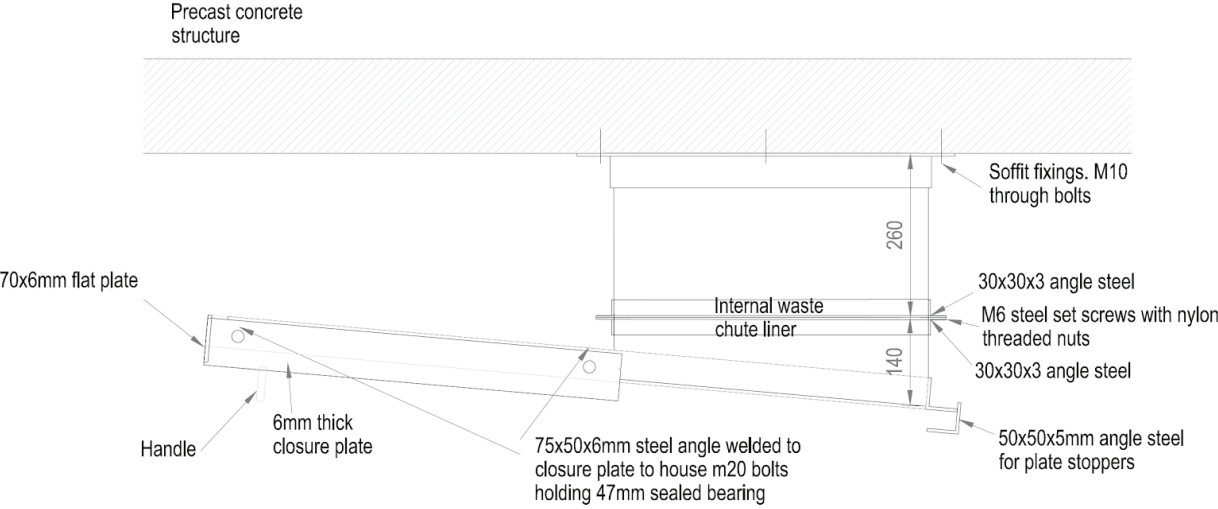 Precast concrete
structure
Soffit fixings. M10
through bolts
260
70x6mm flat plate
30x30x3 angle steel
Internal waste
chute liner
M6 steel set screws with nylon
threaded nuts
140
30x30x3 angle steel
6mm thick
closure plate
Handle
75x50x6mm steel angle welded to
closure plate to house m20 bolts
holding 47mm sealed bearing
50x50x5mm angle steel
for plate stoppers